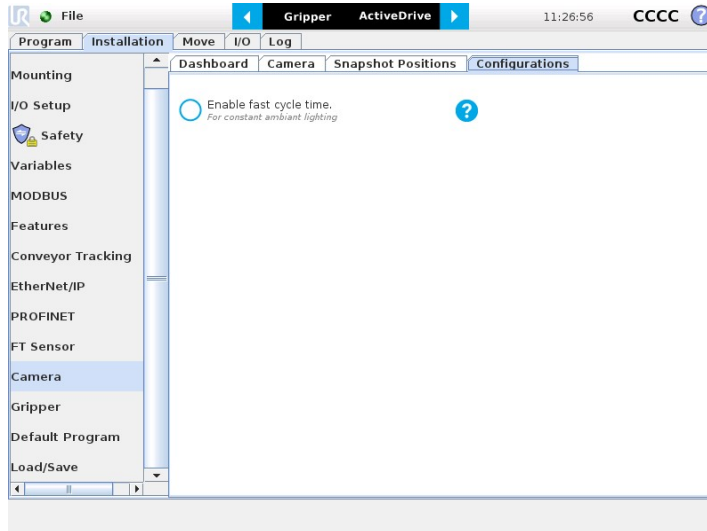 UR File Gripper ActiveDrive 11:26:56 CCCC ?
Program Installation Move I/O Log
Dashboard Camera Snapshot Positions Configurations
Mounting
I/O Setup
Safety
Variables
MODBUS
Features
Conveyor Tracking
EtherNet/IP
PROFINET
FT Sensor
Camera
Gripper
Default Program
Load/Save
Enable fast cycle time. ?
For constant ambiant lighting